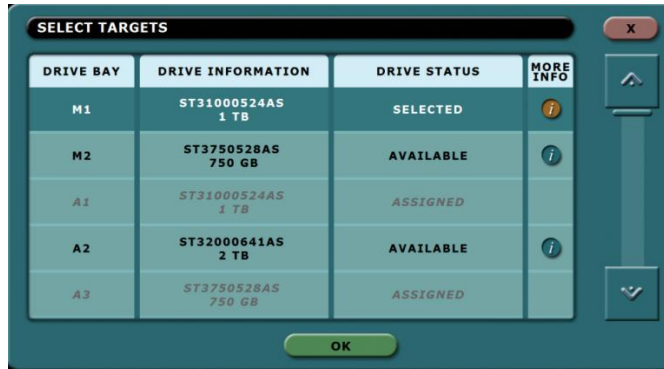 SELECT TARGETS
X
DRIVE BAY DRIVE INFORMATION DRIVE STATUS MORE INFO
M1 ST31000524AS 1 TB SELECTED i
M2 ST3750528AS 750 GB AVAILABLE i
A1 ST31000524AS 1 TB ASSIGNED
A2 ST32000641AS 2 TB AVAILABLE i
A3 ST3750528AS 750 GB ASSIGNED
OK